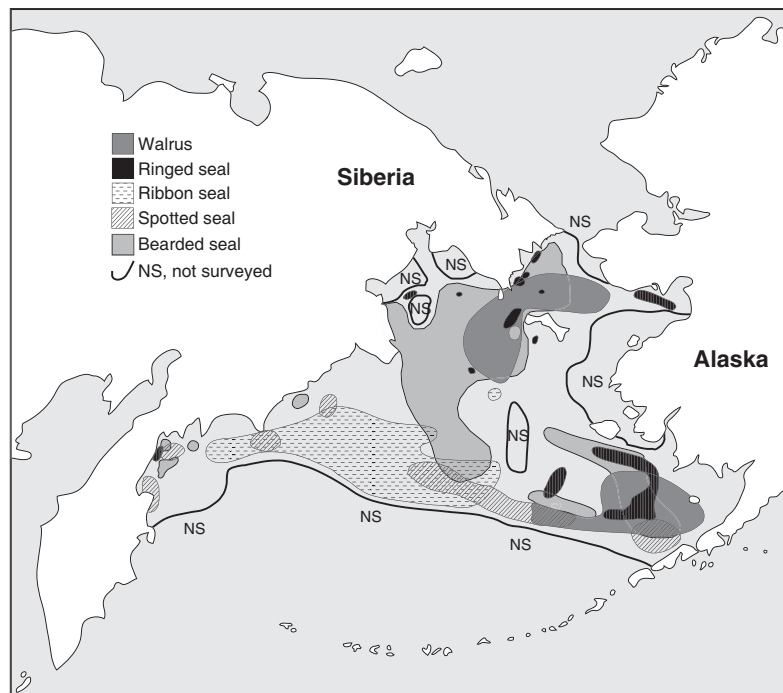 Walrus
Ringed seal
Ribbon seal
Spotted seal
Bearded seal
NS, not surveyed
Siberia
NS
NS
NS
NS
Alaska
NS
NS
NS
NS
NS